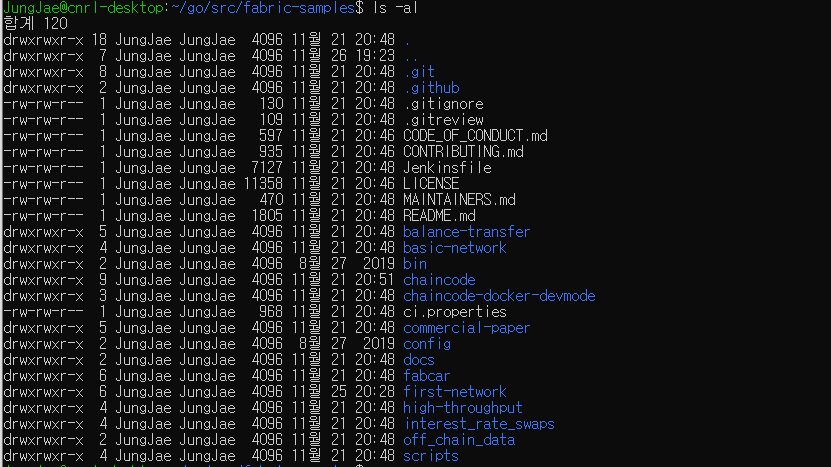 JungJae@cnrl-desktop:~/go/src/fabric-samples$ ls -al
합계 120
drwxrwxr-x 18 JungJae JungJae  4096 11월 21 20:48 .
drwxrwxr-x  7 JungJae JungJae  4096 11월 26 19:23 ..
drwxrwxr-x  8 JungJae JungJae  4096 11월 21 20:48 .git
drwxrwxr-x  2 JungJae JungJae  4096 11월 21 20:48 .github
-rw-rw-r--  1 JungJae JungJae   130 11월 21 20:48 .gitignore
-rw-rw-r--  1 JungJae JungJae   109 11월 21 20:48 .gitreview
-rw-rw-r--  1 JungJae JungJae   597 11월 21 20:46 CODE_OF_CONDUCT.md
-rw-rw-r--  1 JungJae JungJae   935 11월 21 20:46 CONTRIBUTING.md
-rw-rw-r--  1 JungJae JungJae  7127 11월 21 20:48 Jenkinsfile
-rw-rw-r--  1 JungJae JungJae 11358 11월 21 20:46 LICENSE
-rw-rw-r--  1 JungJae JungJae   470 11월 21 20:48 MAINTAINERS.md
-rw-rw-r--  1 JungJae JungJae  1805 11월 21 20:48 README.md
drwxrwxr-x  5 JungJae JungJae  4096 11월 21 20:48 balance-transfer
drwxrwxr-x  4 JungJae JungJae  4096 11월 21 20:48 basic-network
drwxrwxr-x  2 JungJae JungJae  4096  8월 27  2019 bin
drwxrwxr-x  9 JungJae JungJae  4096 11월 21 20:51 chaincode
drwxrwxr-x  3 JungJae JungJae  4096 11월 21 20:48 chaincode-docker-devmode
-rw-rw-r--  1 JungJae JungJae   968 11월 21 20:48 ci.properties
drwxrwxr-x  5 JungJae JungJae  4096 11월 21 20:48 commercial-paper
drwxrwxr-x  2 JungJae JungJae  4096  8월 27  2019 config
drwxrwxr-x  2 JungJae JungJae  4096 11월 21 20:48 docs
drwxrwxr-x  6 JungJae JungJae  4096 11월 21 20:48 fabcar
drwxrwxr-x  6 JungJae JungJae  4096 11월 25 20:28 first-network
drwxrwxr-x  4 JungJae JungJae  4096 11월 21 20:48 high-throughput
drwxrwxr-x  4 JungJae JungJae  4096 11월 21 20:48 interest_rate_swaps
drwxrwxr-x  2 JungJae JungJae  4096 11월 21 20:48 off_chain_data
drwxrwxr-x  4 JungJae JungJae  4096 11월 21 20:48 scripts